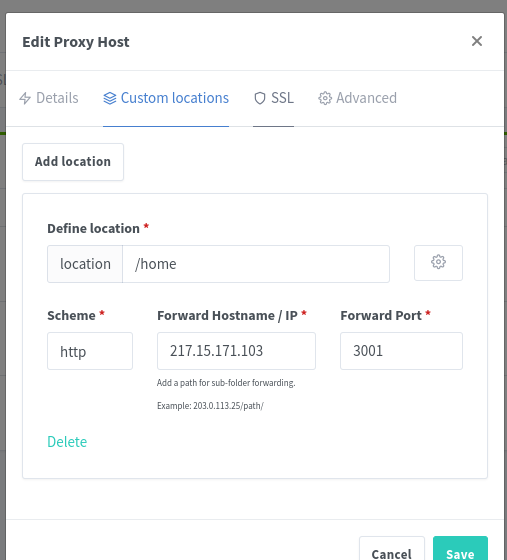 Edit Proxy Host
Details Custom locations SSL Advanced
Add location
Define location *
location /home
Scheme * Forward Hostname / IP * Forward Port *
http 217.15.171.103 3001
Add a path for sub-folder forwarding.
Example: 203.0.113.25/path/
Delete
Cancel Save